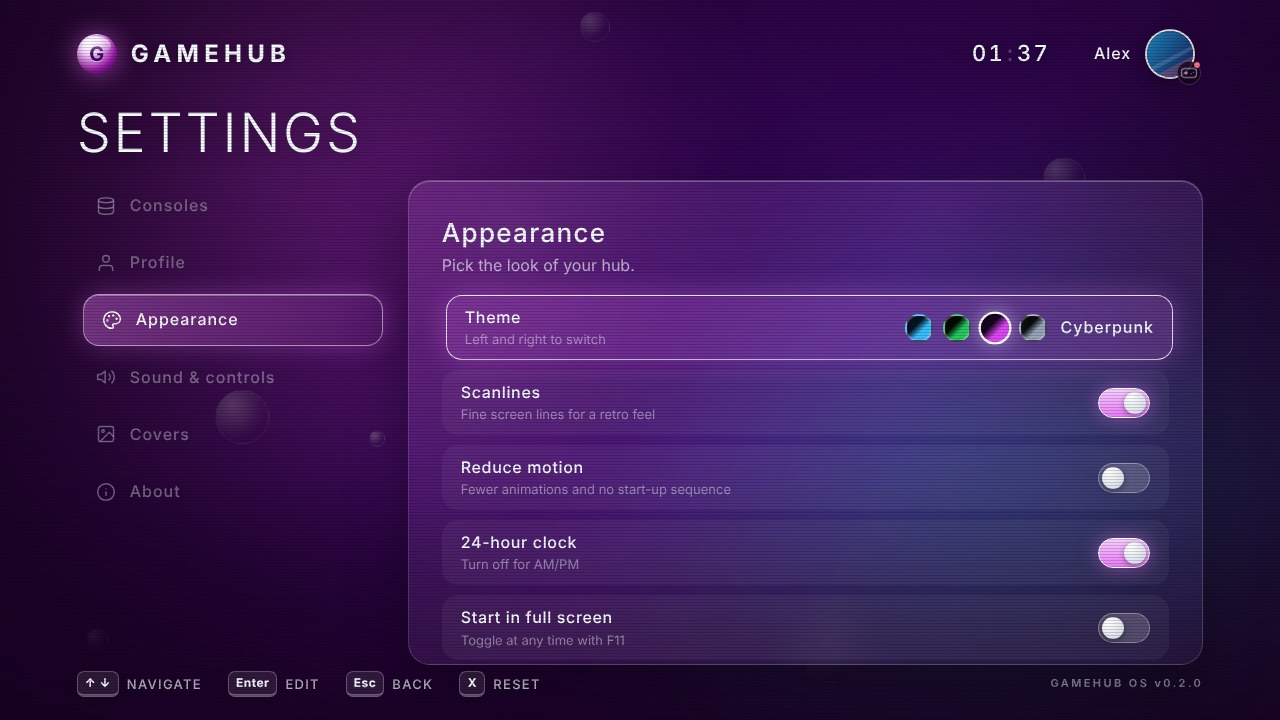 G GAMEHUB
01:37
Alex
SETTINGS
Consoles
Profile
Appearance
Sound & controls
Covers
About
Appearance
Pick the look of your hub.
Theme
Left and right to switch
Cyberpunk
Scanlines
Fine screen lines for a retro feel
Reduce motion
Fewer animations and no start-up sequence
24-hour clock
Turn off for AM/PM
Start in full screen
Toggle at any time with F11
↑ ↓ NAVIGATE Enter EDIT Esc BACK X RESET
GAMEHUB OS v0.2.0